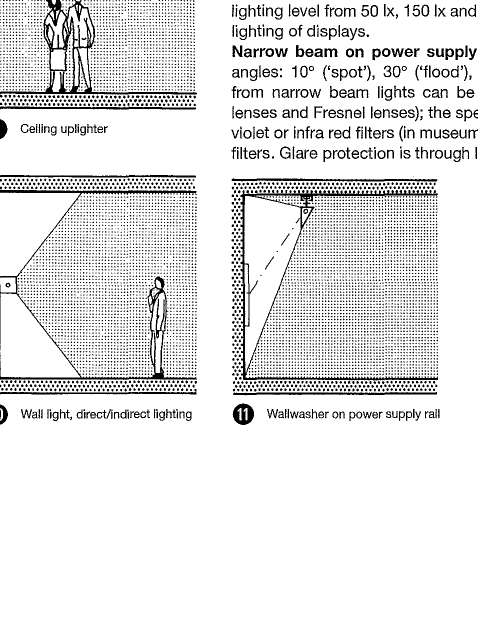 lighting level from 50 lx, 150 lx and
lighting of displays.
Narrow beam on power supply
angles: 10° (‘spot’), 30° (‘flood’),
from narrow beam lights can be
lenses and Fresnel lenses); the spe
violet or infra red filters (in museum
filters. Glare protection is through l
Ceiling uplighter
Wall light, direct/indirect lighting
11 Wallwasher on power supply rail